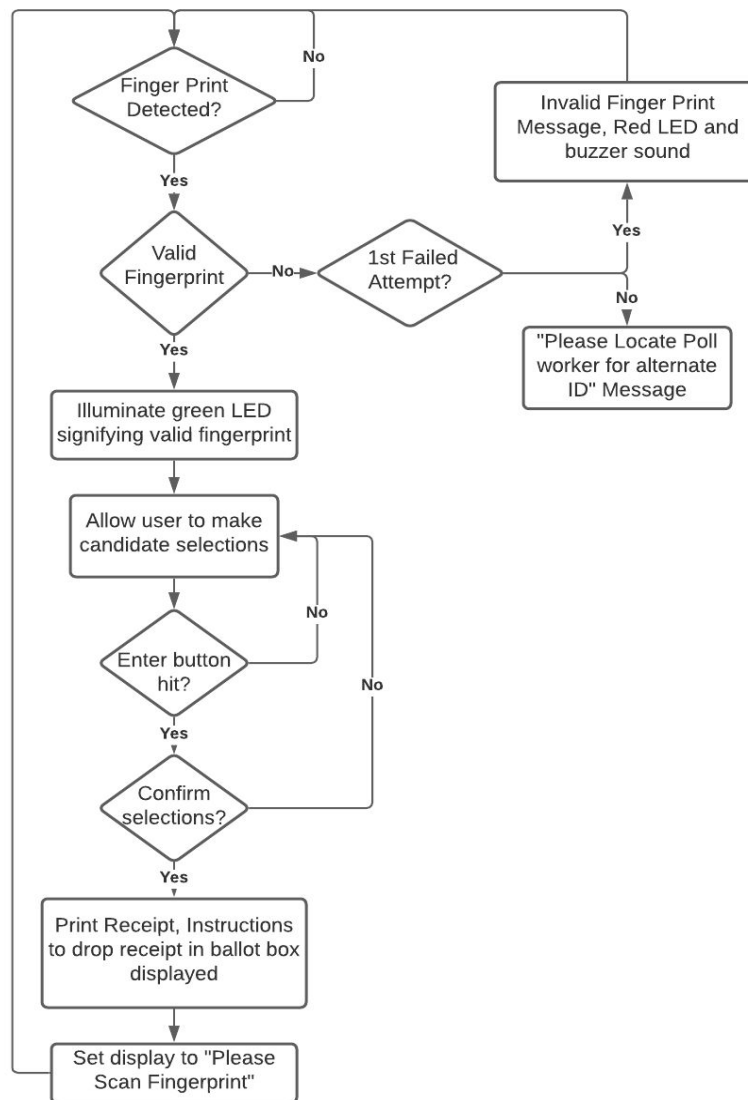 No
Finger Print
Detected?
Invalid Finger Print
Message, Red LED and
buzzer sound
Yes
Yes
Valid
Fingerprint
No
1st Failed
Attempt?
No
"Please Locate Poll
worker for alternate
ID" Message
Yes
Illuminate green LED
signifying valid fingerprint
Allow user to make
candidate selections
No
Enter button
hit?
No
Yes
Confirm
selections?
Yes
Print Receipt, Instructions
to drop receipt in ballot box
displayed
Set display to "Please
Scan Fingerprint"